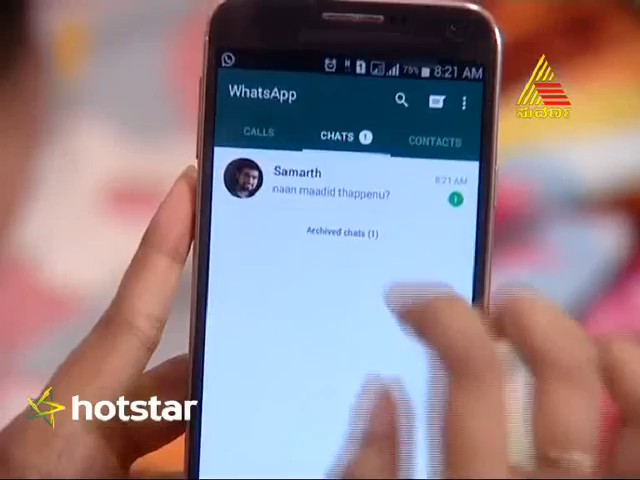 8:21 AM
75%
WhatsApp
CALLS
CHATS 1
CONTACTS
Samarth
8:21 AM
naan maadid thappenu?
1
Archived chats (1)
ಸುವರ್ಣ
hotstar